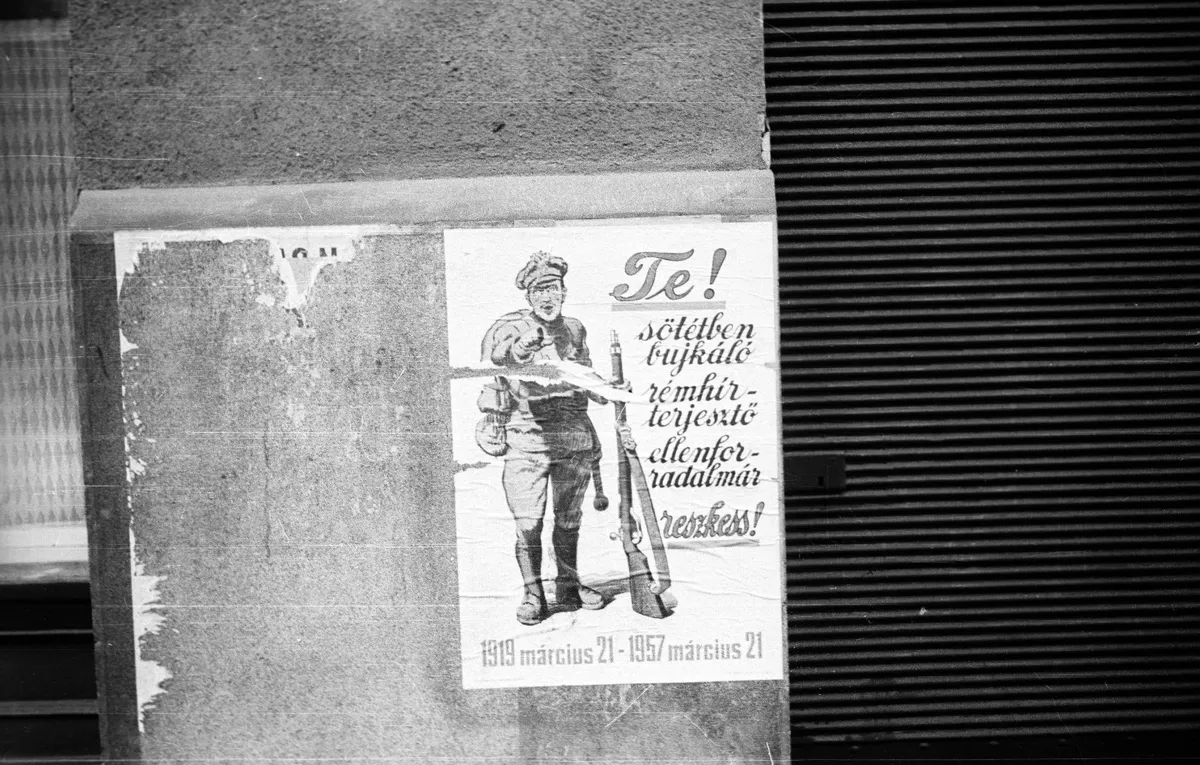 Te!
sötétben
bujkáló
rémhír-
terjesztő
ellenfor-
radalmár
reszkess!
1919 március 21 - 1957 március 21